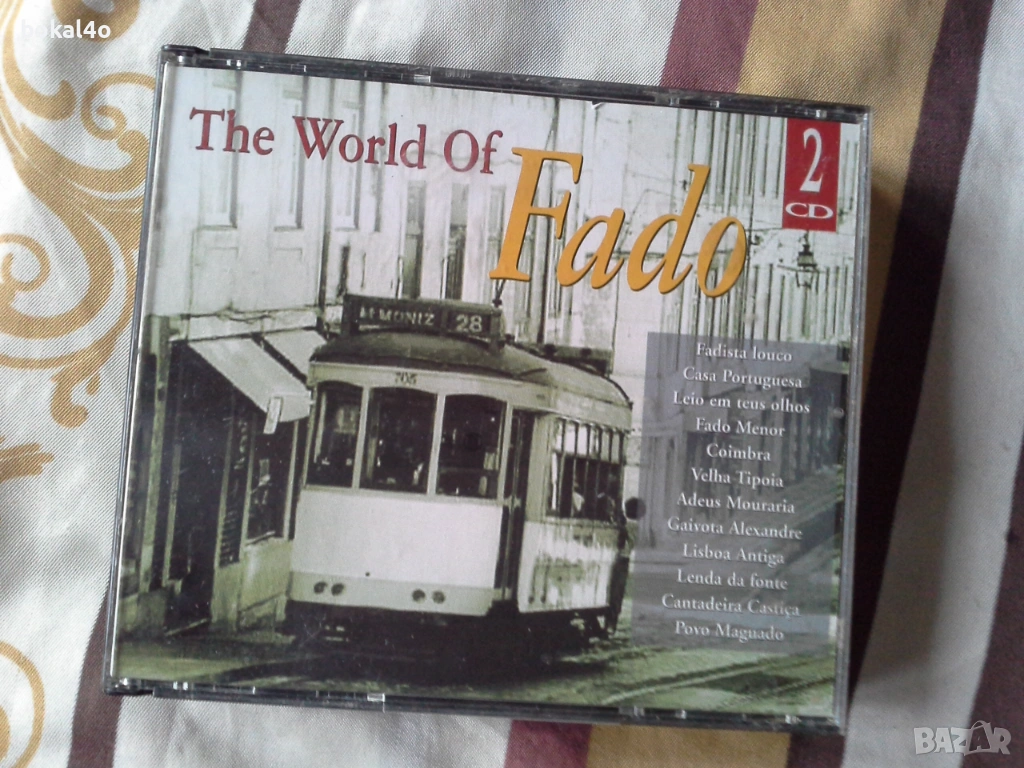 bokal4o
The World Of
Fado
2
CD
M MONIZ 28
705
Fadista louco
Casa Portuguesa
Leio em teus olhos
Fado Menor
Coimbra
Velha Tipoia
Adeus Mouraria
Gaivota Alexandre
Lisboa Antiga
Lenda da fonte
Cantadeira Castiça
Povo Maguado
BAZAR